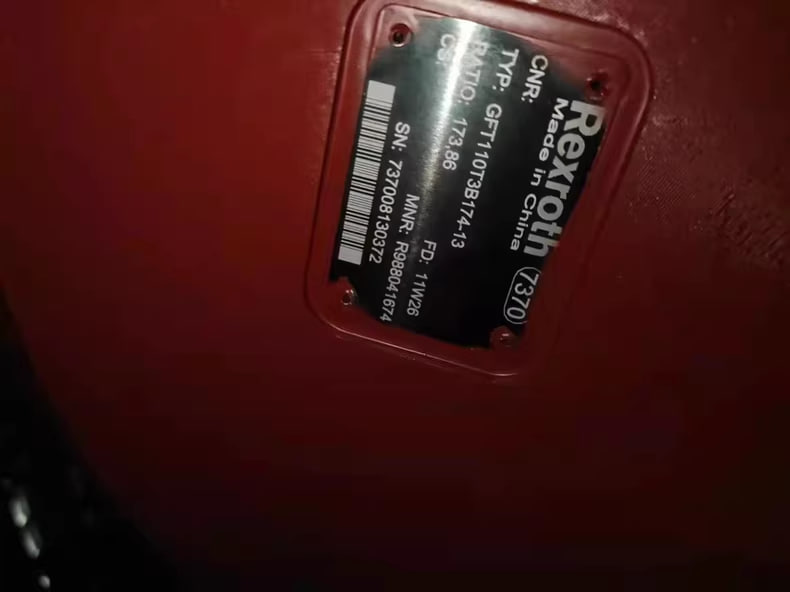 Rexroth 7370
Made in China
CNR:
TYP: GFT110T3B174-13
RATIO: 173,86
CS:
FD: 11W26
MNR: R988041674
SN: 737008130372